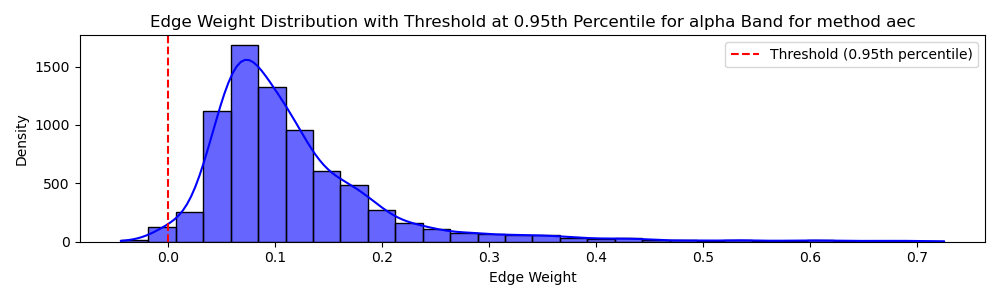 Edge Weight Distribution with Threshold at 0.95th Percentile for alpha Band for method aec
Threshold (0.95th percentile)
Density
1500
1000
500
0
0.0 0.1 0.2 0.3 0.4 0.5 0.6 0.7
Edge Weight